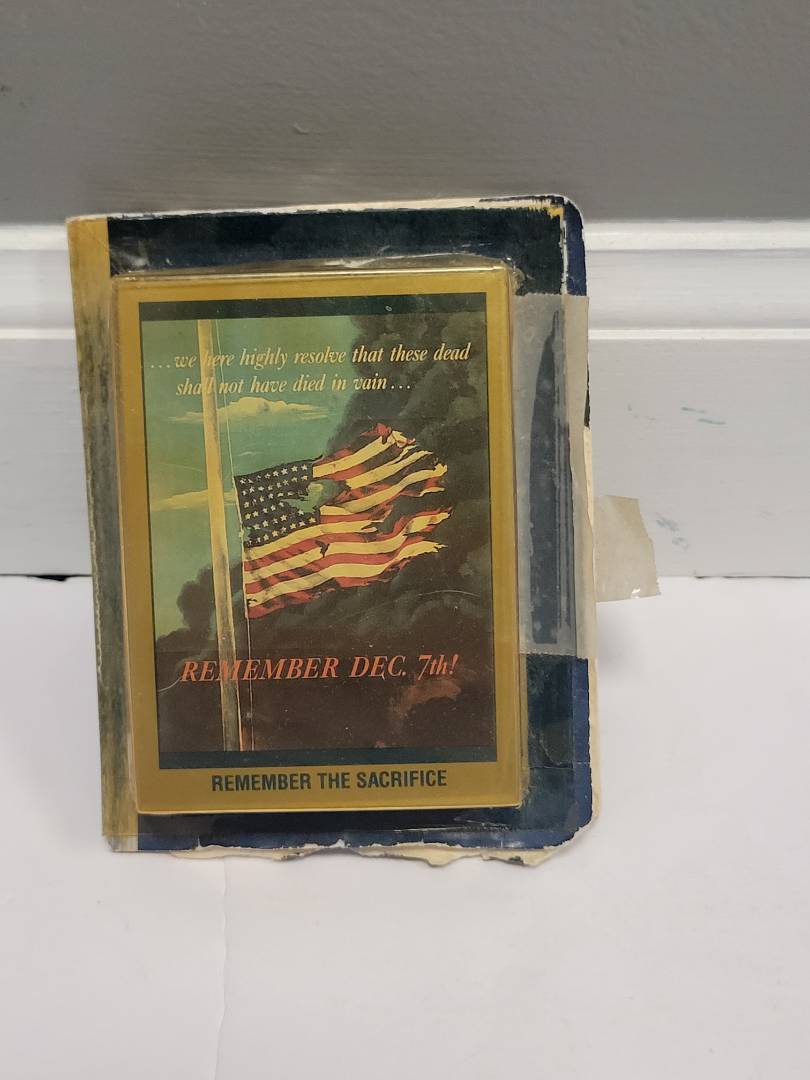 ...we here highly resolve that these dead
shall not have died in vain...
REMEMBER DEC. 7th!
REMEMBER THE SACRIFICE